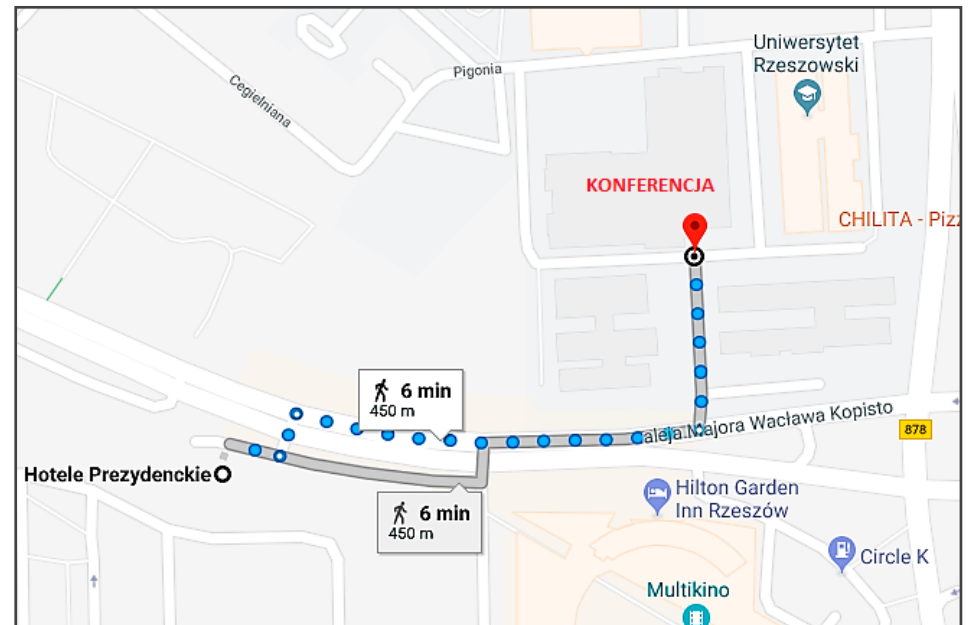 Uniwersytet
Rzeszowski
Pigonia
Cegielniana
KONFERENCJA
CHILITA - Pizz
6 min
450 m
aleja Majora Wacława Kopisto
878
Hotele Prezydenckie
Hilton Garden
Inn Rzeszów
6 min
450 m
Circle K
Multikino